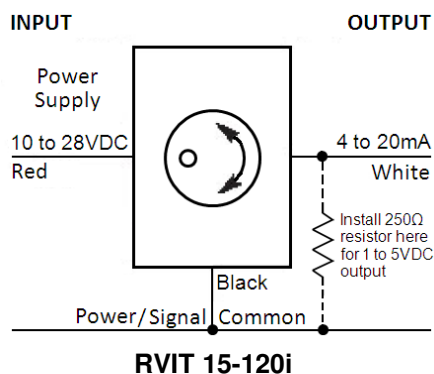 INPUT
OUTPUT
Power
Supply
10 to 28VDC
Red
4 to 20mA
White
Install 250Ω
resistor here
for 1 to 5VDC
output
Black
Power/Signal Common
RVIT 15-120i